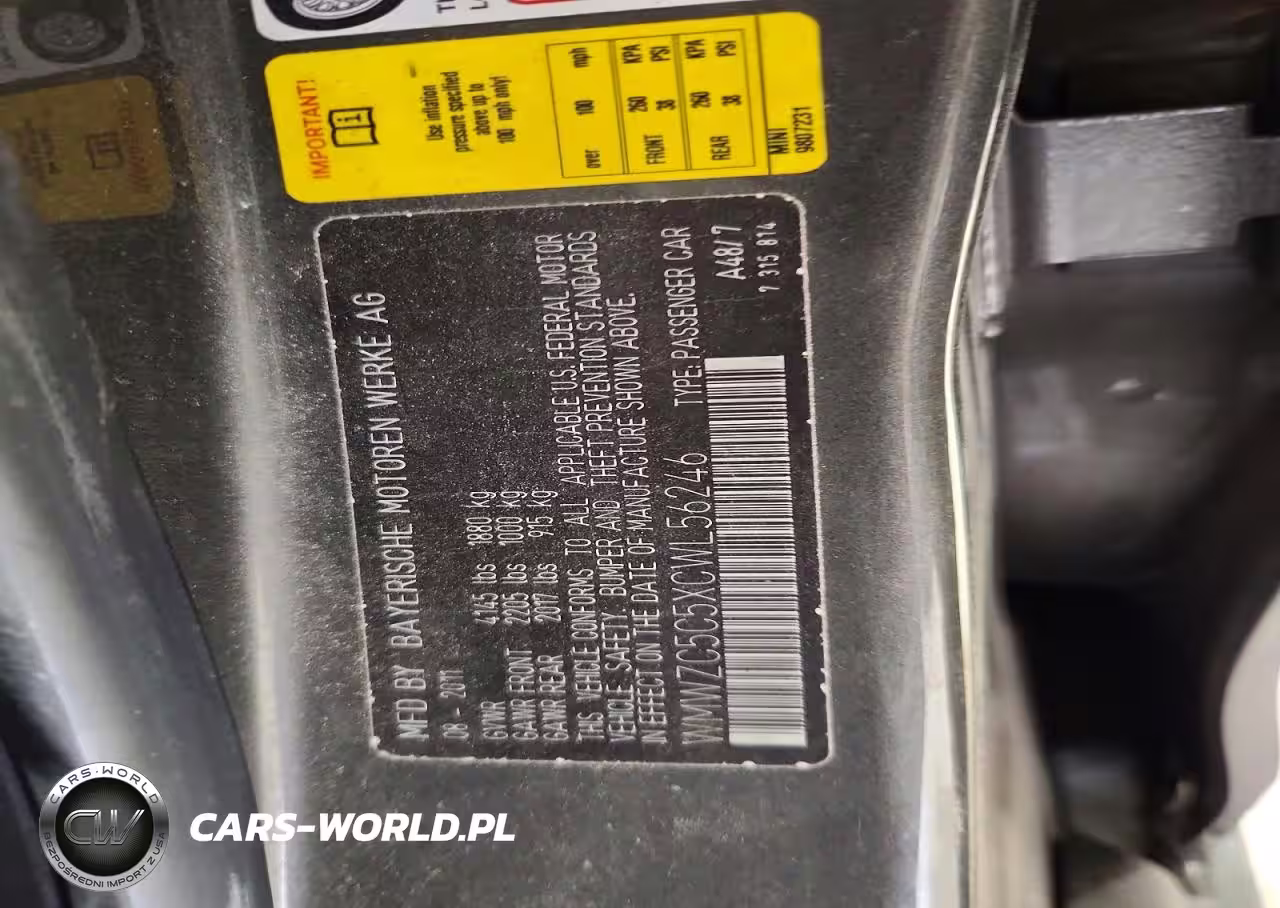 IMPORTANT!
Use inflation
pressure specified
above up to
100 mph only!
over 100 mph
FRONT 260 KPA
38 PSI
REAR 260 KPA
38 PSI
MINI
9807231
MFD BY BAYERISCHE MOTOREN WERKE AG
08 - 2011
GVWR 4145 lbs 1880 kg
GAWR FRONT 2205 lbs 1000 kg
GAWR REAR 2017 lbs 915 kg
THIS VEHICLE CONFORMS TO ALL APPLICABLE U.S. FEDERAL MOTOR
VEHICLE SAFETY, BUMPER AND THEFT PREVENTION STANDARDS
IN EFFECT ON THE DATE OF MANUFACTURE SHOWN ABOVE.
WMWZC5C5XCWL56246 TYPE: PASSENGER CAR
A48/7
7 315 814
CARS-WORLD
CW
BEZPOŚREDNI IMPORT Z USA
CARS-WORLD.PL